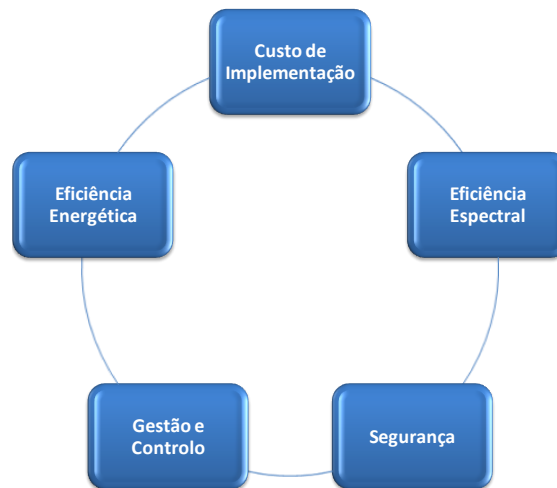 Custo de
Implementação
Eficiência
Espectral
Segurança
Gestão e
Controlo
Eficiência
Energética